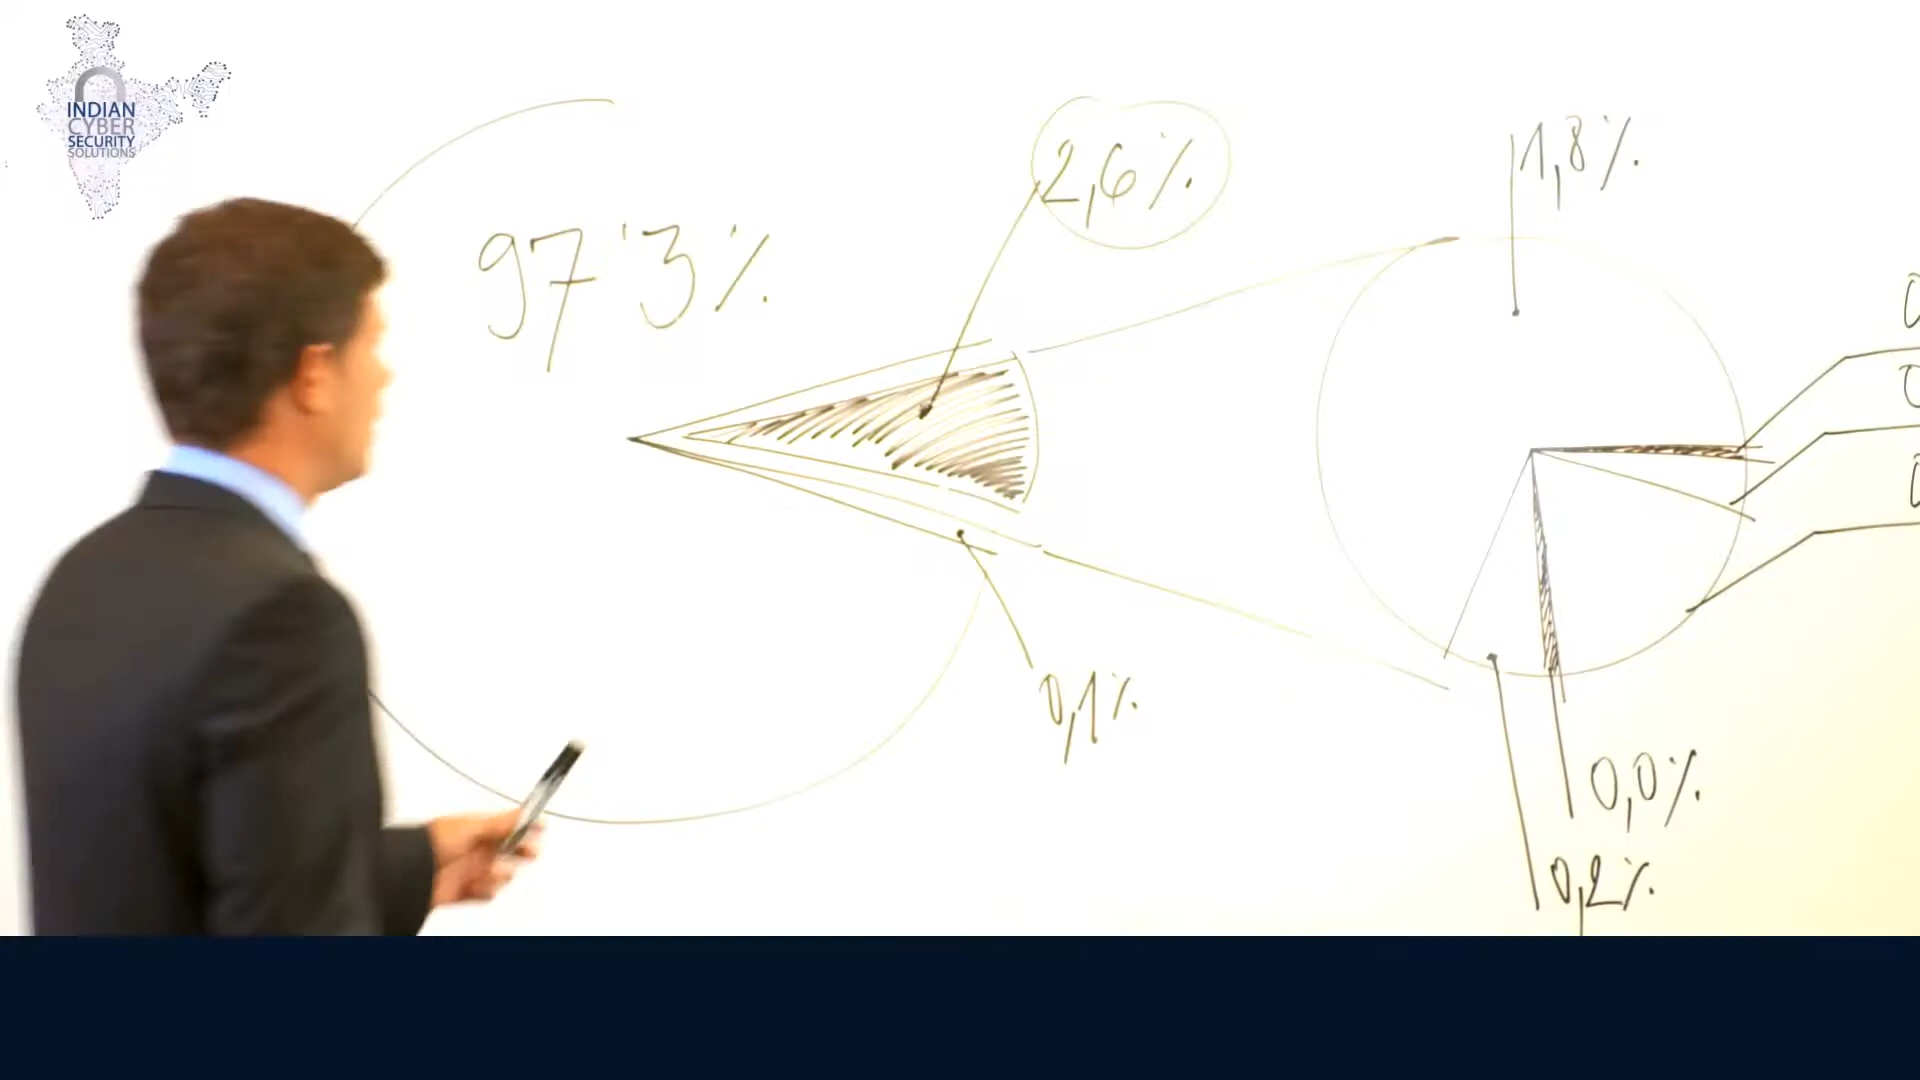 INDIAN
CYBER
SECURITY
SOLUTIONS
97'3%
2,6%
1,8%
0,1%
0,0%
0,2%